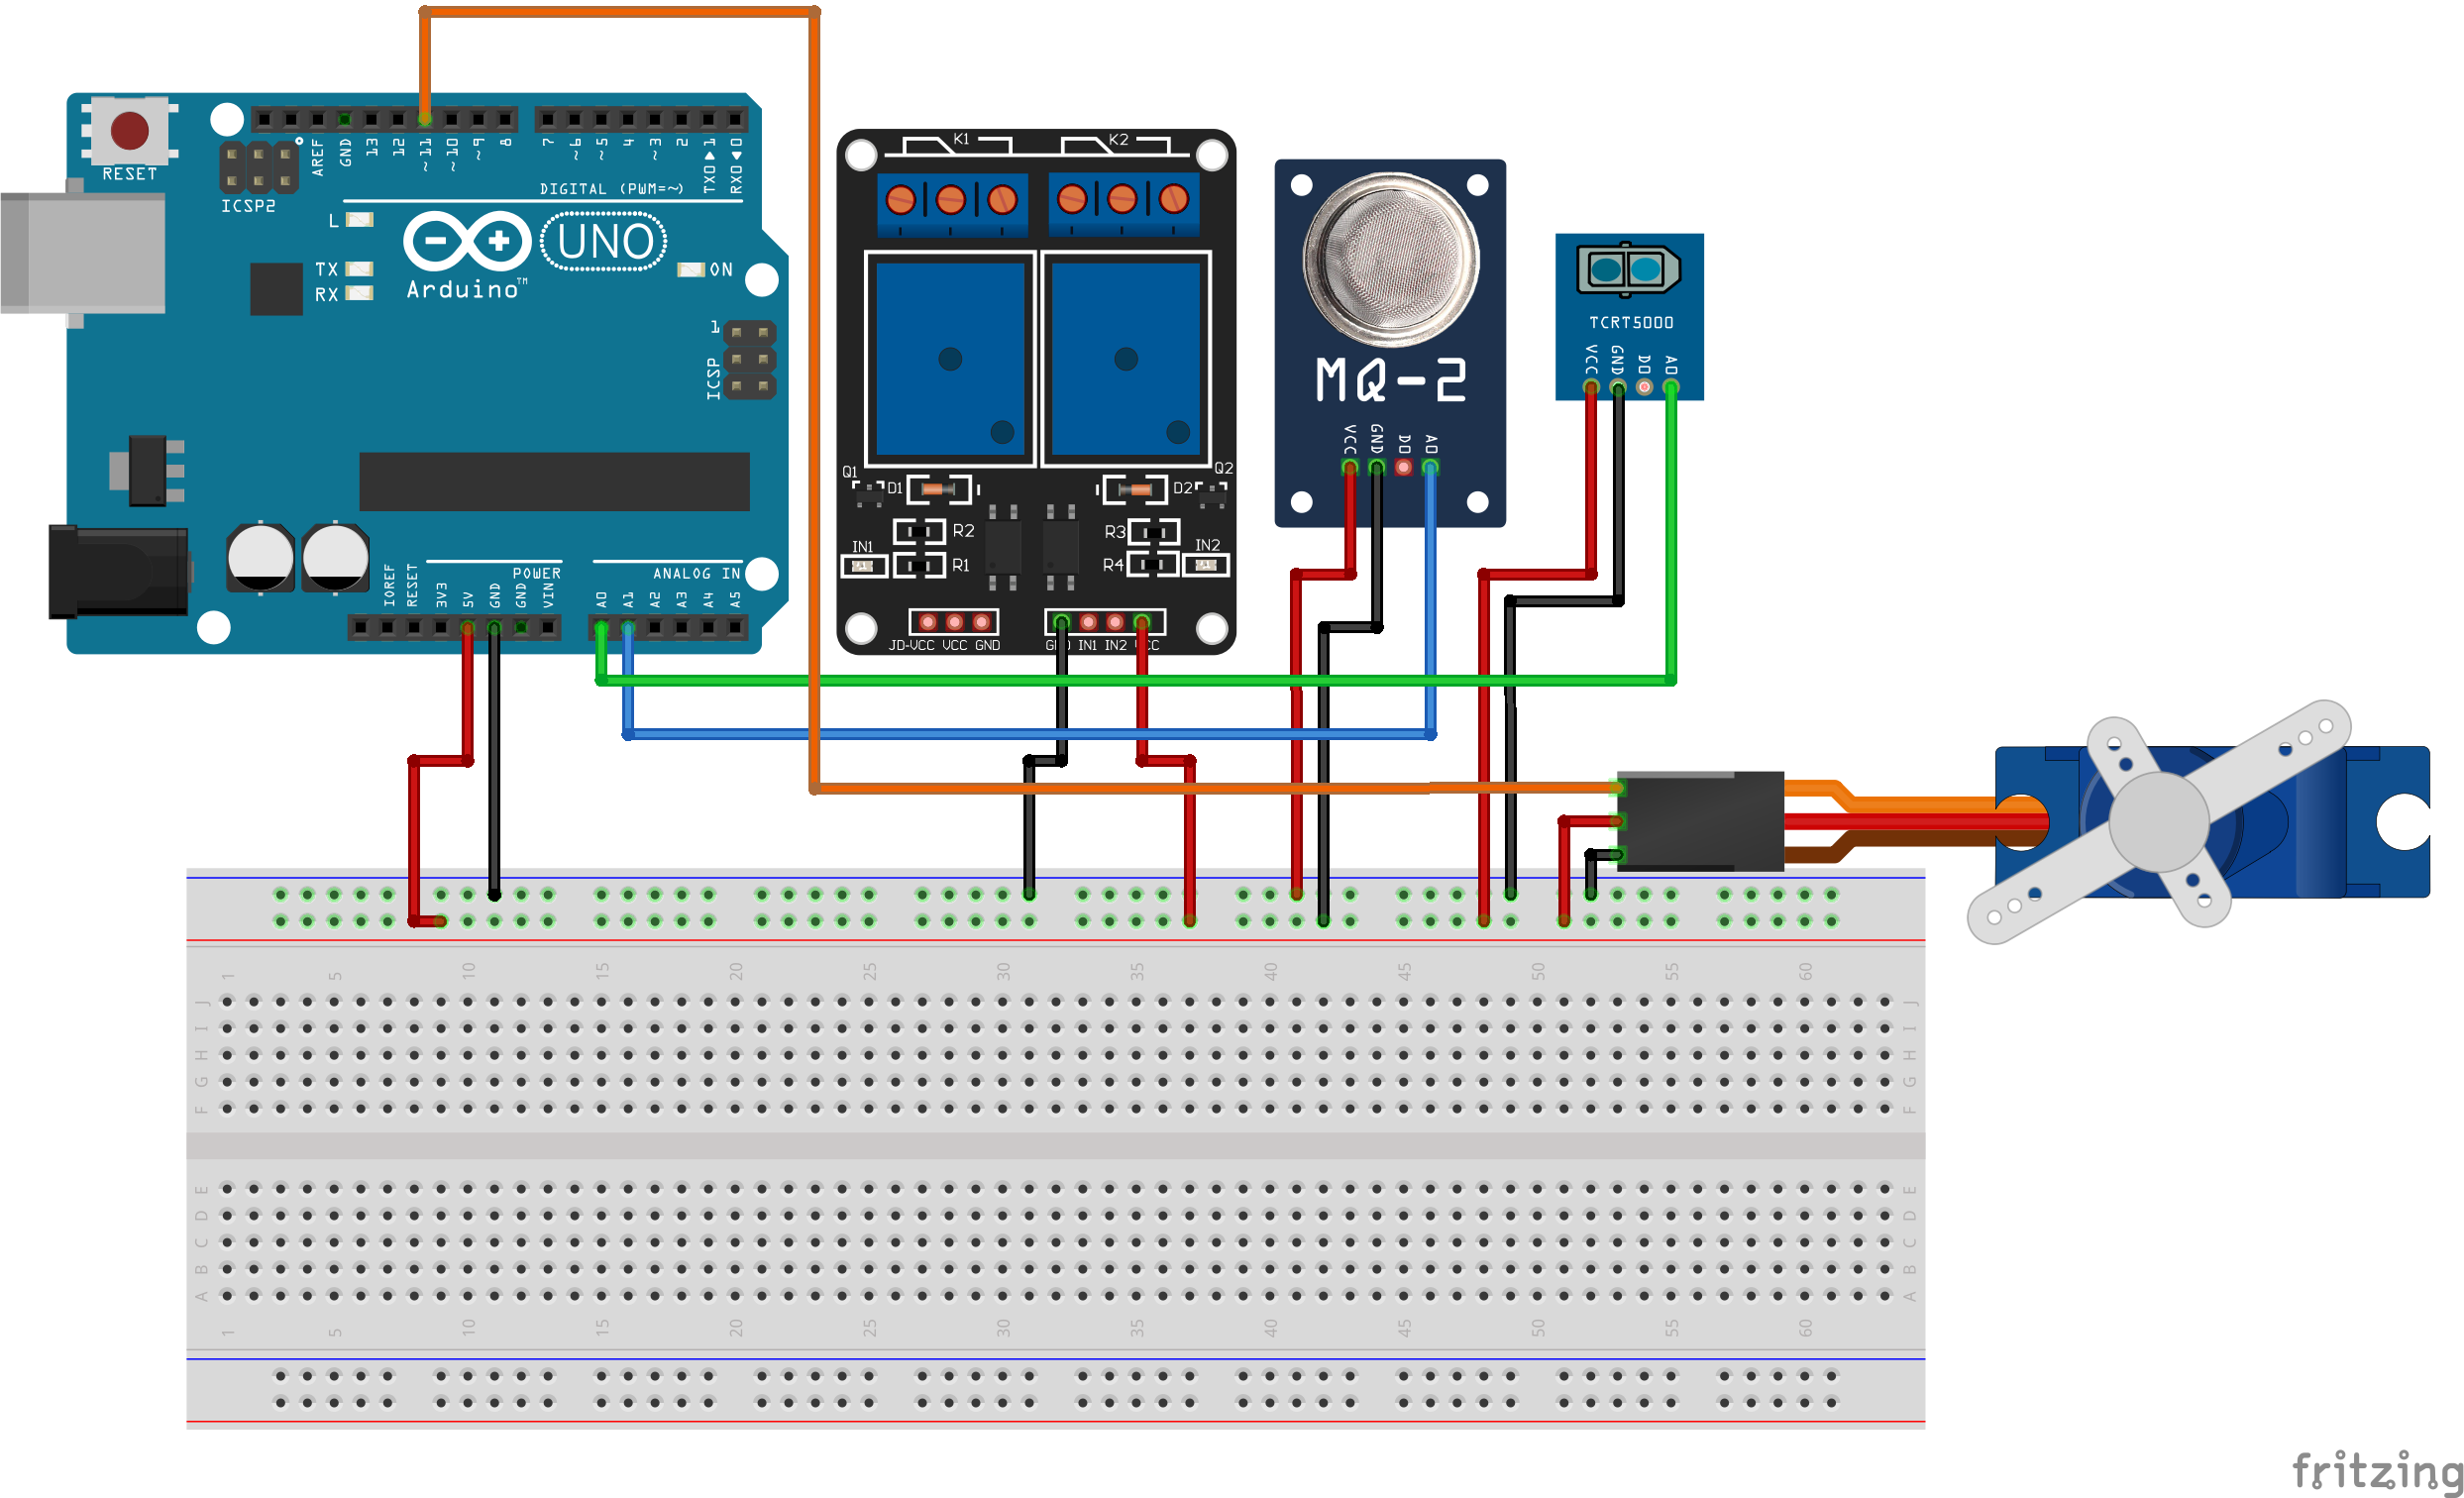 RESET
ICSP2
AREF
GND
13
12
~11
~10
~9
8
7
~6
~5
4
~3
2
TX0▶1
RX0◀0
DIGITAL (PWM=~)
L
TX
RX
UNO
Arduino™
ON
1
ICSP
POWER
ANALOG IN
IOREF
RESET
3V3
5V
GND
GND
VIN
A0
A1
A2
A3
A4
A5
K1
K2
Q1
Q2
D1
D2
R2
R3
IN1
R1
R4
IN2
JD-VCC VCC GND
GND IN1 IN2 VCC
MQ-2
VCC
GND
DO
AO
TCRT5000
VCC
GND
DO
AO
1 5 10 15 20 25 30 35 40 45 50 55 60
J J
I I
H H
G G
F F
E E
D D
C C
B B
A A
1 5 10 15 20 25 30 35 40 45 50 55 60
fritzing